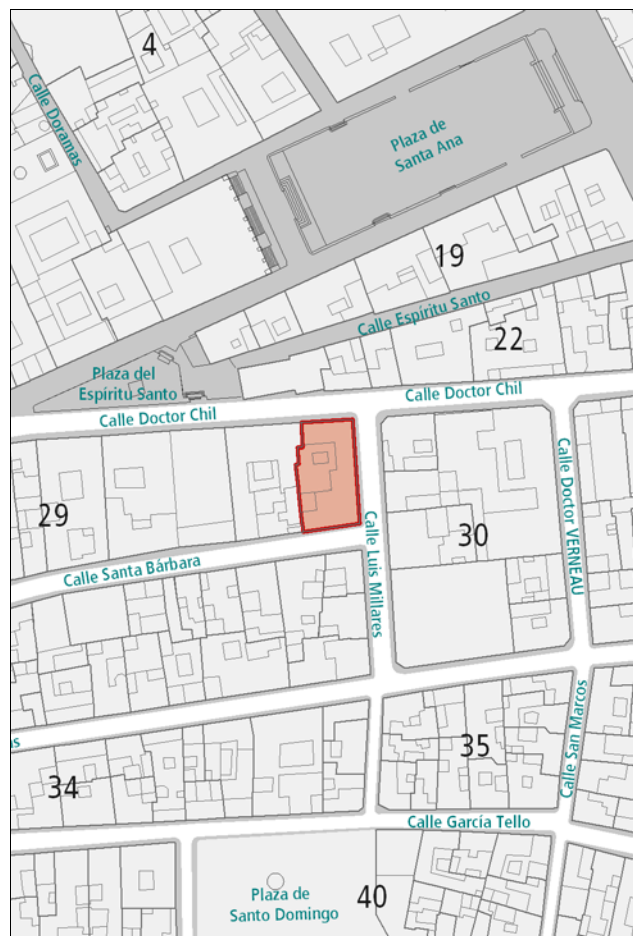 4
Calle Doramas
Plaza de
Santa Ana
19
Calle Espíritu Santo
22
Plaza del
Espíritu Santo
Calle Doctor Chil
Calle Doctor Chil
29
30
Calle Doctor VERNEAU
Calle Luis Millares
Calle Santa Bárbara
as
34
35
Calle San Marcos
Calle García Tello
Plaza de
Santo Domingo
40